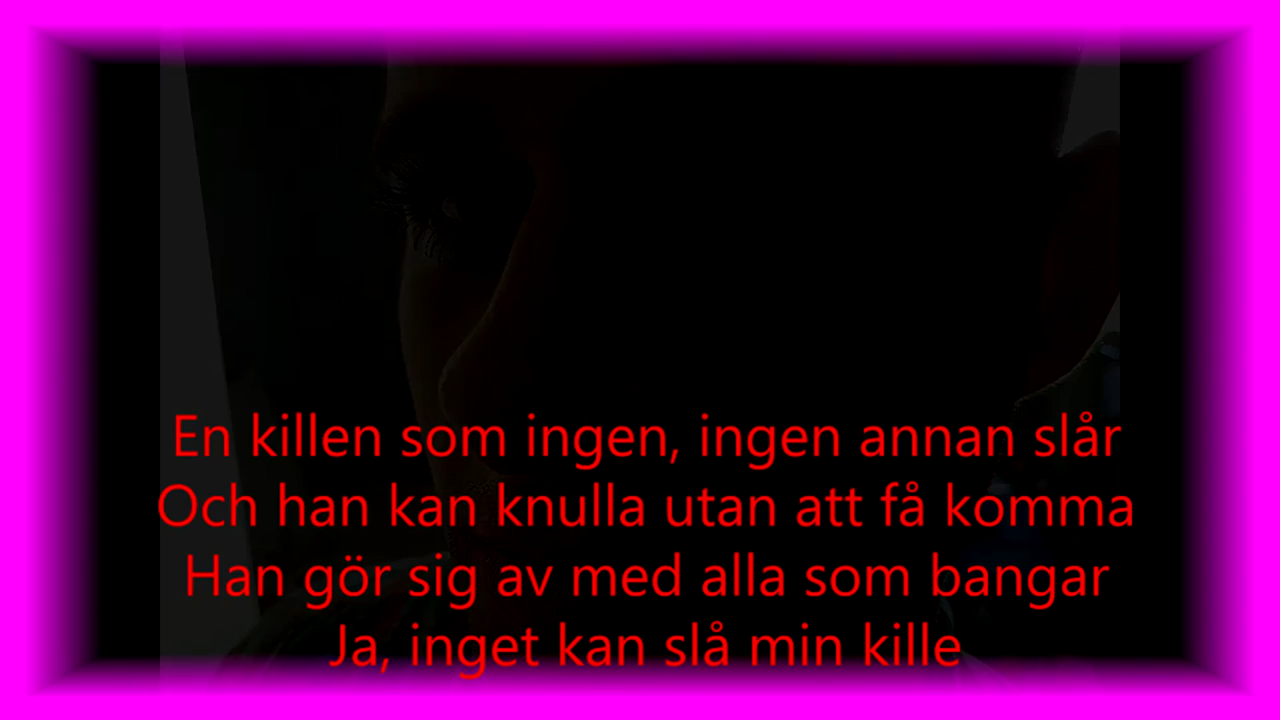 En killen som ingen, ingen annan slår
Och han kan knulla utan att få komma
Han gör sig av med alla som bangar
Ja, inget kan slå min kille